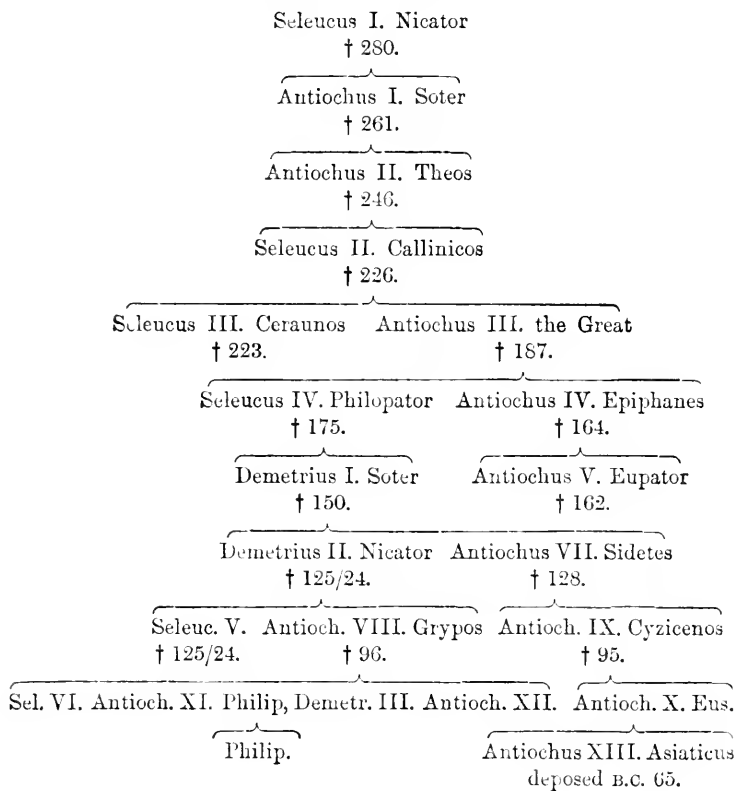 Seleucus I. Nicator
† 280.
Antiochus I. Soter
† 261.
Antiochus II. Theos
† 246.
Seleucus II. Callinicos
† 226.
Seleucus III. Ceraunos Antiochus III. the Great
† 223. † 187.
Seleucus IV. Philopator Antiochus IV. Epiphanes
† 175. † 164.
Demetrius I. Soter Antiochus V. Eupator
† 150. † 162.
Demetrius II. Nicator Antiochus VII. Sidetes
† 125/24. † 128.
Seleuc. V. Antioch. VIII. Grypos Antioch. IX. Cyzicenos
† 125/24. † 96. † 95.
Sel. VI. Antioch. XI. Philip, Demetr. III. Antioch. XII. Antioch. X. Eus.
Philip. Antiochus XIII. Asiaticus
deposed B.C. 65.